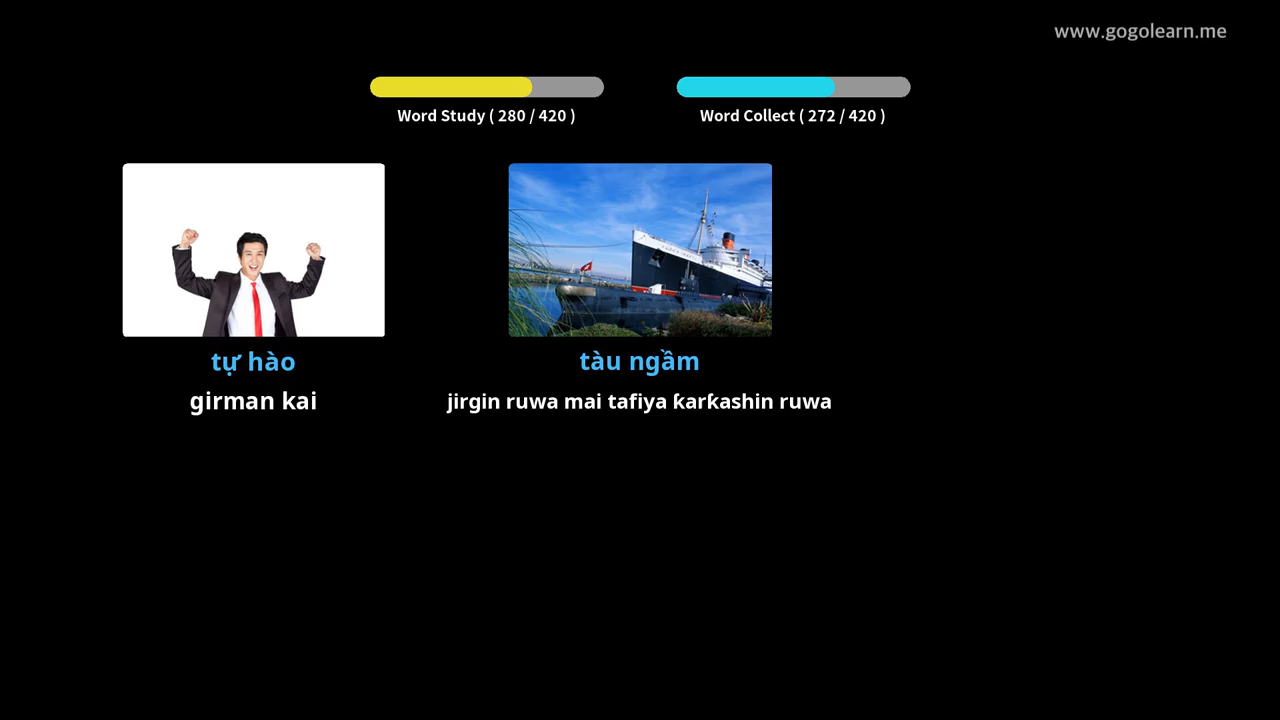 www.gogolearn.me
Word Study ( 280 / 420 )
Word Collect ( 272 / 420 )
tự hào
girman kai
tàu ngầm
jirgin ruwa mai tafiya ƙarƙashin ruwa